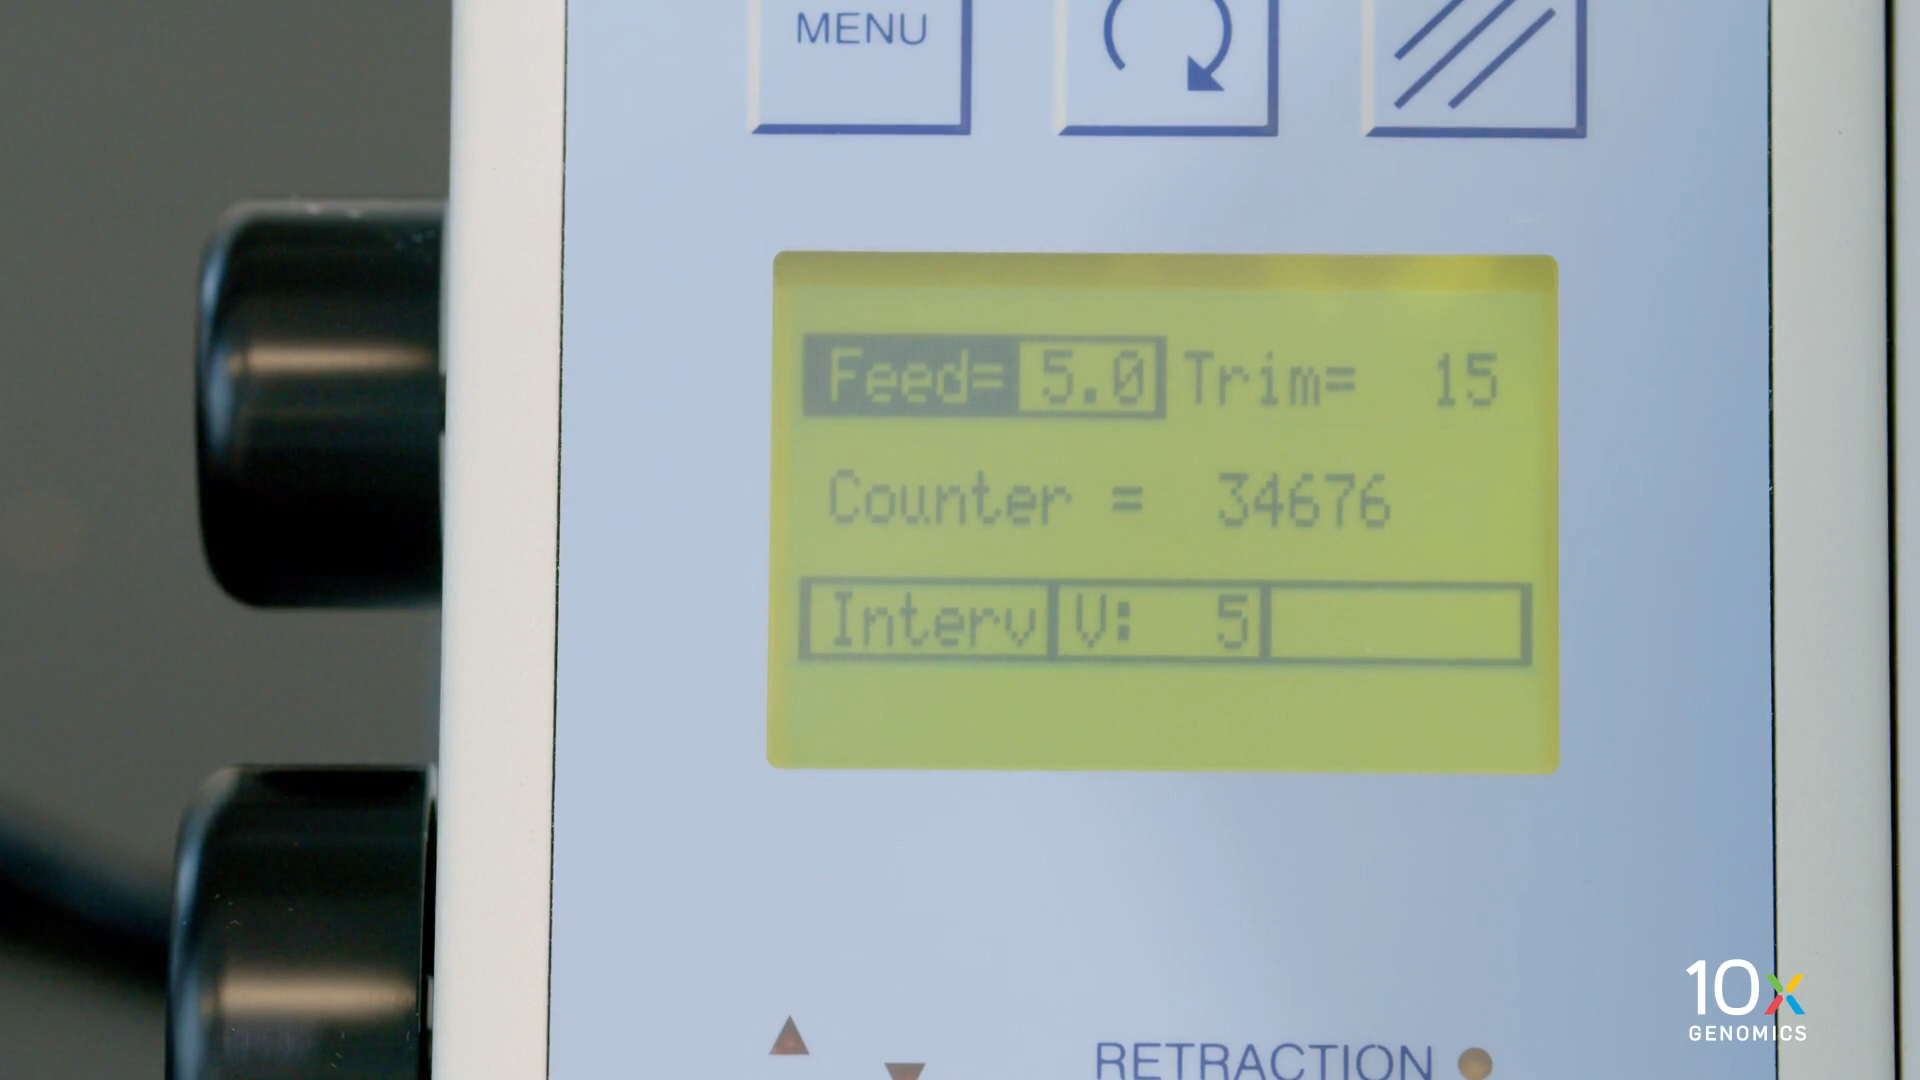 MENU
Feed= 5.0 Trim= 15
Counter = 34676
Interv V: 5
RETRACTION
10x
GENOMICS